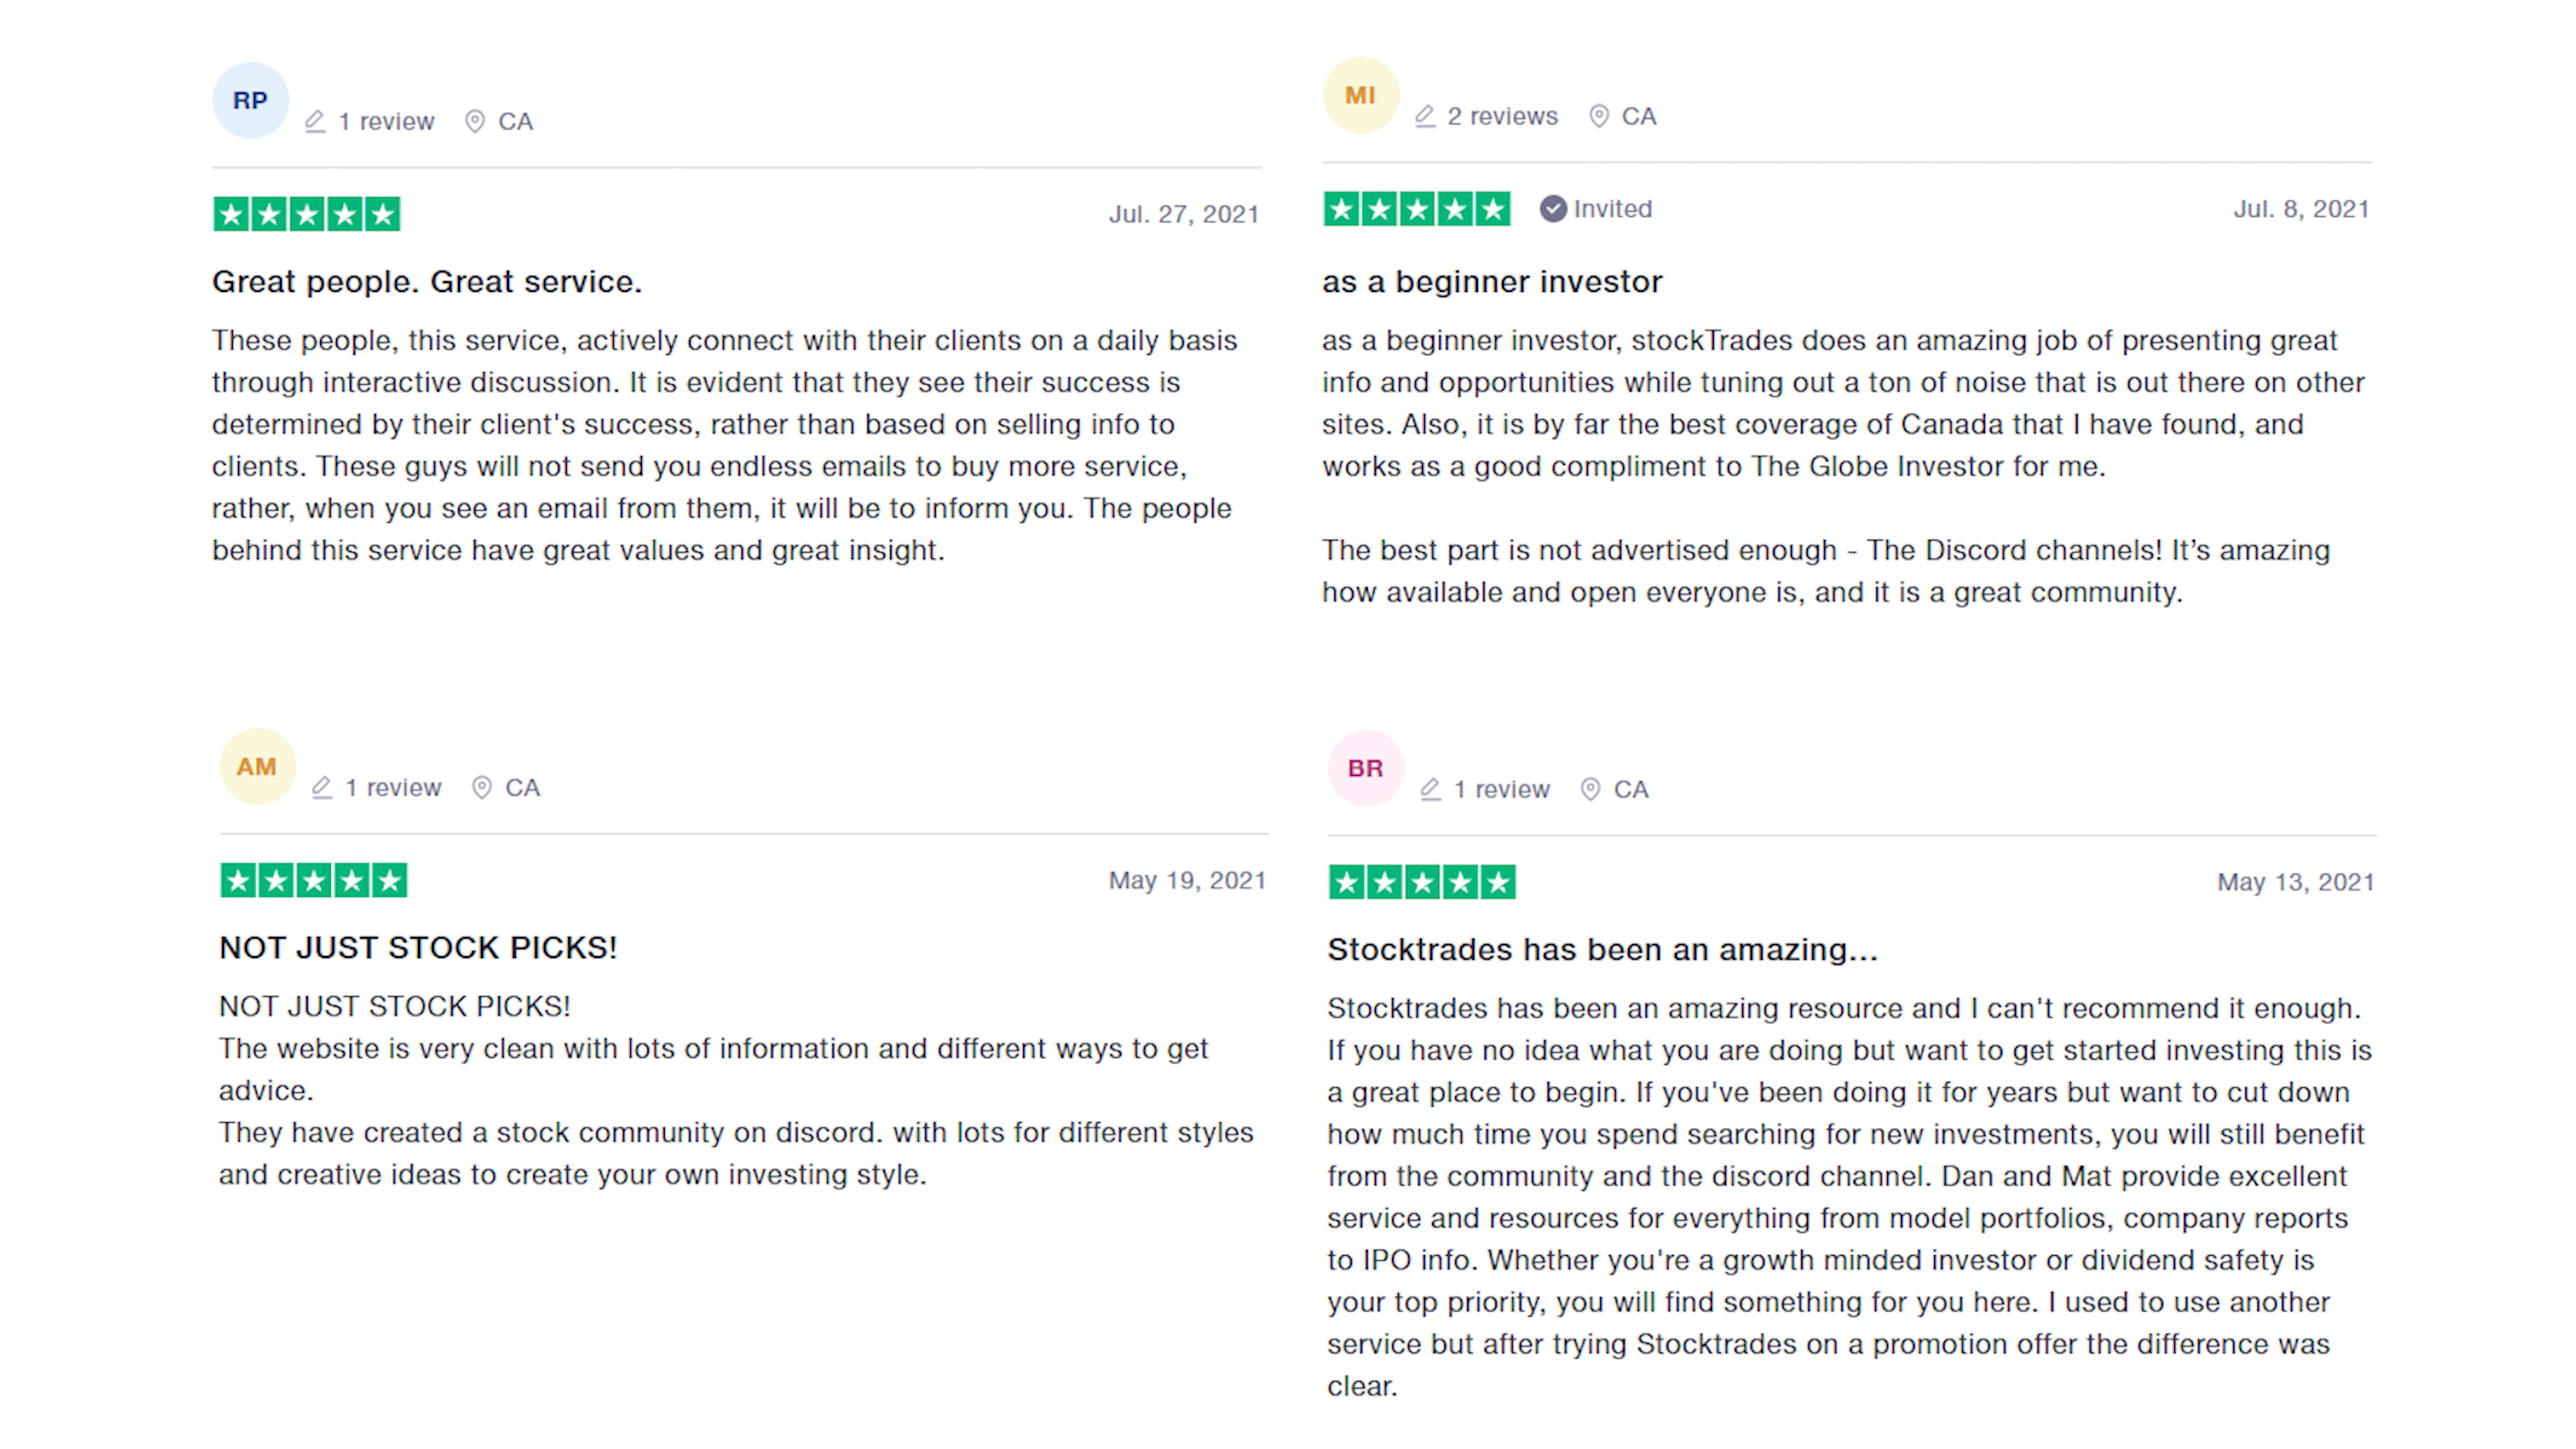 RP
1 review CA
Jul. 27, 2021
Great people. Great service.
These people, this service, actively connect with their clients on a daily basis
through interactive discussion. It is evident that they see their success is
determined by their client's success, rather than based on selling info to
clients. These guys will not send you endless emails to buy more service,
rather, when you see an email from them, it will be to inform you. The people
behind this service have great values and great insight.
MI
2 reviews CA
Invited Jul. 8, 2021
as a beginner investor
as a beginner investor, stockTrades does an amazing job of presenting great
info and opportunities while tuning out a ton of noise that is out there on other
sites. Also, it is by far the best coverage of Canada that I have found, and
works as a good compliment to The Globe Investor for me.
The best part is not advertised enough - The Discord channels! It’s amazing
how available and open everyone is, and it is a great community.
AM
1 review CA
May 19, 2021
NOT JUST STOCK PICKS!
NOT JUST STOCK PICKS!
The website is very clean with lots of information and different ways to get
advice.
They have created a stock community on discord. with lots for different styles
and creative ideas to create your own investing style.
BR
1 review CA
May 13, 2021
Stocktrades has been an amazing...
Stocktrades has been an amazing resource and I can't recommend it enough.
If you have no idea what you are doing but want to get started investing this is
a great place to begin. If you've been doing it for years but want to cut down
how much time you spend searching for new investments, you will still benefit
from the community and the discord channel. Dan and Mat provide excellent
service and resources for everything from model portfolios, company reports
to IPO info. Whether you're a growth minded investor or dividend safety is
your top priority, you will find something for you here. I used to use another
service but after trying Stocktrades on a promotion offer the difference was
clear.